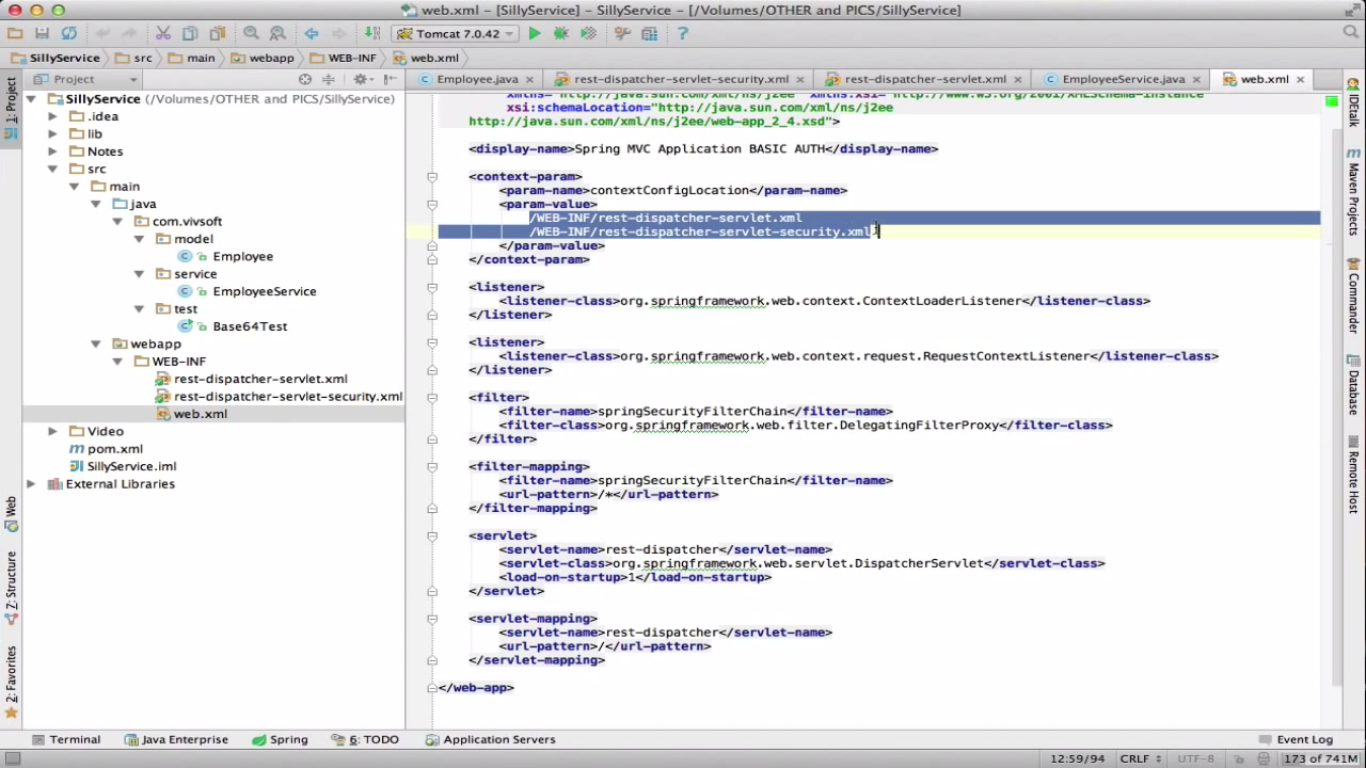 web.xml - [SillyService] - SillyService - [/Volumes/OTHER and PICS/SillyService]
Tomcat 7.0.42
SillyService src main webapp WEB-INF web.xml
Project
Employee.java rest-dispatcher-servlet-security.xml rest-dispatcher-servlet.xml EmployeeService.java web.xml
1: Project
SillyService (/Volumes/OTHER and PICS/SillyService)
.idea
lib
Notes
src
main
java
com.vivsoft
model
Employee
service
EmployeeService
test
Base64Test
webapp
WEB-INF
rest-dispatcher-servlet.xml
rest-dispatcher-servlet-security.xml
web.xml
Video
pom.xml
SillyService.iml
External Libraries
Web
Z: Structure
2: Favorites
xsi:schemaLocation="http://java.sun.com/xml/ns/j2ee
http://java.sun.com/xml/ns/j2ee/web-app_2_4.xsd">
<display-name>Spring MVC Application BASIC AUTH</display-name>
<context-param>
<param-name>contextConfigLocation</param-name>
<param-value>
/WEB-INF/rest-dispatcher-servlet.xml
/WEB-INF/rest-dispatcher-servlet-security.xml
</param-value>
</context-param>
<listener>
<listener-class>org.springframework.web.context.ContextLoaderListener</listener-class>
</listener>
<listener>
<listener-class>org.springframework.web.context.request.RequestContextListener</listener-class>
</listener>
<filter>
<filter-name>springSecurityFilterChain</filter-name>
<filter-class>org.springframework.web.filter.DelegatingFilterProxy</filter-class>
</filter>
<filter-mapping>
<filter-name>springSecurityFilterChain</filter-name>
<url-pattern>/*</url-pattern>
</filter-mapping>
<servlet>
<servlet-name>rest-dispatcher</servlet-name>
<servlet-class>org.springframework.web.servlet.DispatcherServlet</servlet-class>
<load-on-startup>1</load-on-startup>
</servlet>
<servlet-mapping>
<servlet-name>rest-dispatcher</servlet-name>
<url-pattern>/</url-pattern>
</servlet-mapping>
</web-app>
IDEtalk
Maven Projects
Commander
Database
Remote Host
Terminal Java Enterprise Spring 6: TODO Application Servers Event Log
12:59/94 CRLF UTF-8 173 of 741M